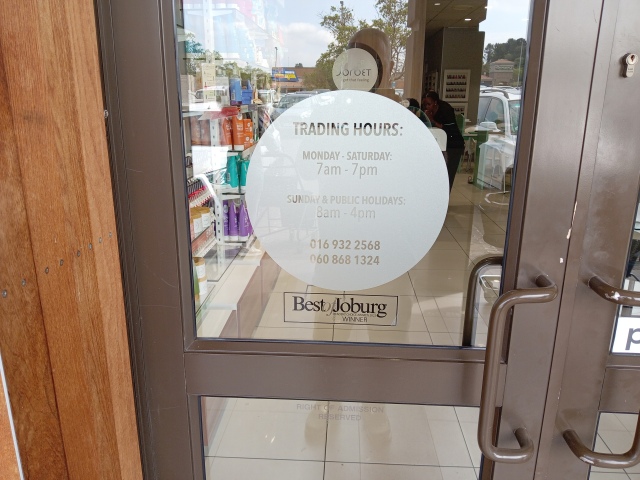 SORBET
TRADING HOURS:
MONDAY - SATURDAY:
7am - 7pm
SUNDAY & PUBLIC HOLIDAYS:
8am - 4pm
016 932 2568
060 868 1324
Best of Joburg
WINNER
RIGHT OF ADMISSION
RESERVED
p